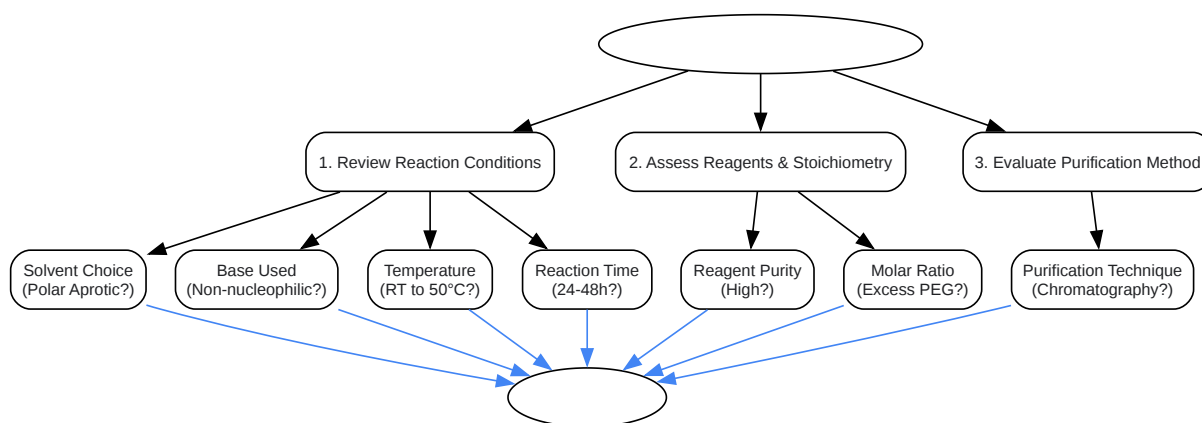 1. Review Reaction Conditions
2. Assess Reagents & Stoichiometry
3. Evaluate Purification Method
Solvent Choice
(Polar Aprotic?)
Base Used
(Non-nucleophilic?)
Temperature
(RT to 50°C?)
Reaction Time
(24-48h?)
Reagent Purity
(High?)
Molar Ratio
(Excess PEG?)
Purification Technique
(Chromatography?)